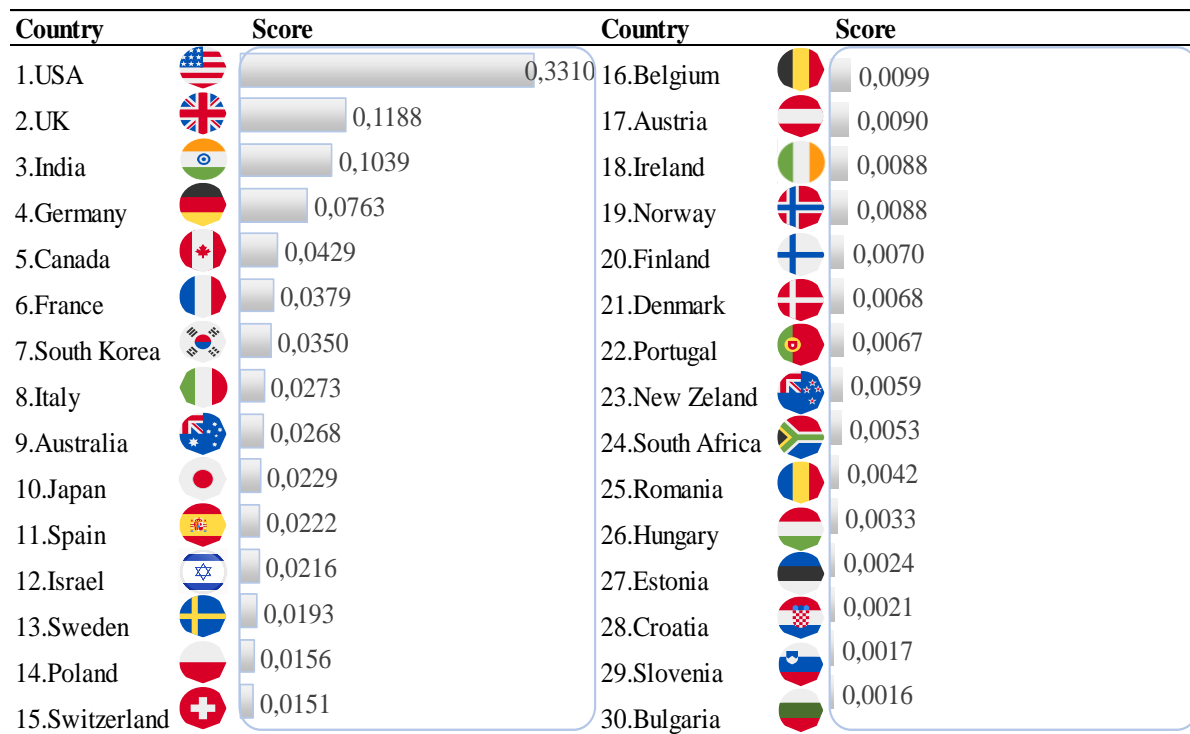 Country Score Country Score
1.USA 0,3310 16.Belgium 0,0099
2.UK 0,1188 17.Austria 0,0090
3.India 0,1039 18.Ireland 0,0088
4.Germany 0,0763 19.Norway 0,0088
5.Canada 0,0429 20.Finland 0,0070
6.France 0,0379 21.Denmark 0,0068
7.South Korea 0,0350 22.Portugal 0,0067
8.Italy 0,0273 23.New Zeland 0,0059
9.Australia 0,0268 24.South Africa 0,0053
10.Japan 0,0229 25.Romania 0,0042
11.Spain 0,0222 26.Hungary 0,0033
12.Israel 0,0216 27.Estonia 0,0024
13.Sweden 0,0193 28.Croatia 0,0021
14.Poland 0,0156 29.Slovenia 0,0017
15.Switzerland 0,0151 30.Bulgaria 0,0016